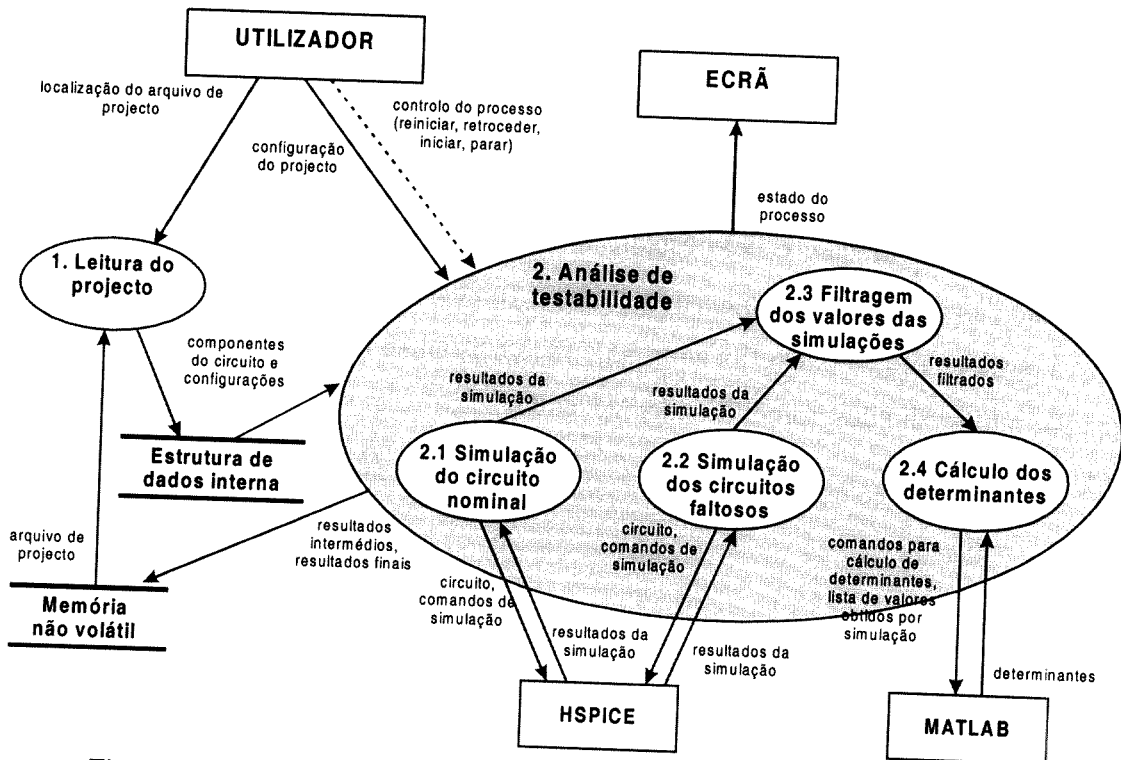 UTILIZADOR
ECRÃ
localização do arquivo de
projecto
controlo do processo
(reiniciar, retroceder,
iniciar, parar)
configuração
do projecto
estado do
processo
1. Leitura do
projecto
2. Análise de
testabilidade
2.3 Filtragem
dos valores das
simulações
componentes
do circuito e
configurações
resultados da
simulação
resultados da
simulação
resultados
filtrados
Estrutura de
dados interna
2.1 Simulação
do circuito
nominal
2.2 Simulação
dos circuitos
faltosos
2.4 Cálculo dos
determinantes
arquivo de
projecto
resultados
intermédios,
resultados finais
circuito,
comandos de
simulação
circuito,
comandos de
simulação
comandos para
cálculo de
determinantes,
lista de valores
obtidos por
simulação
Memória
não volátil
resultados da
simulação
resultados da
simulação
determinantes
HSPICE
MATLAB